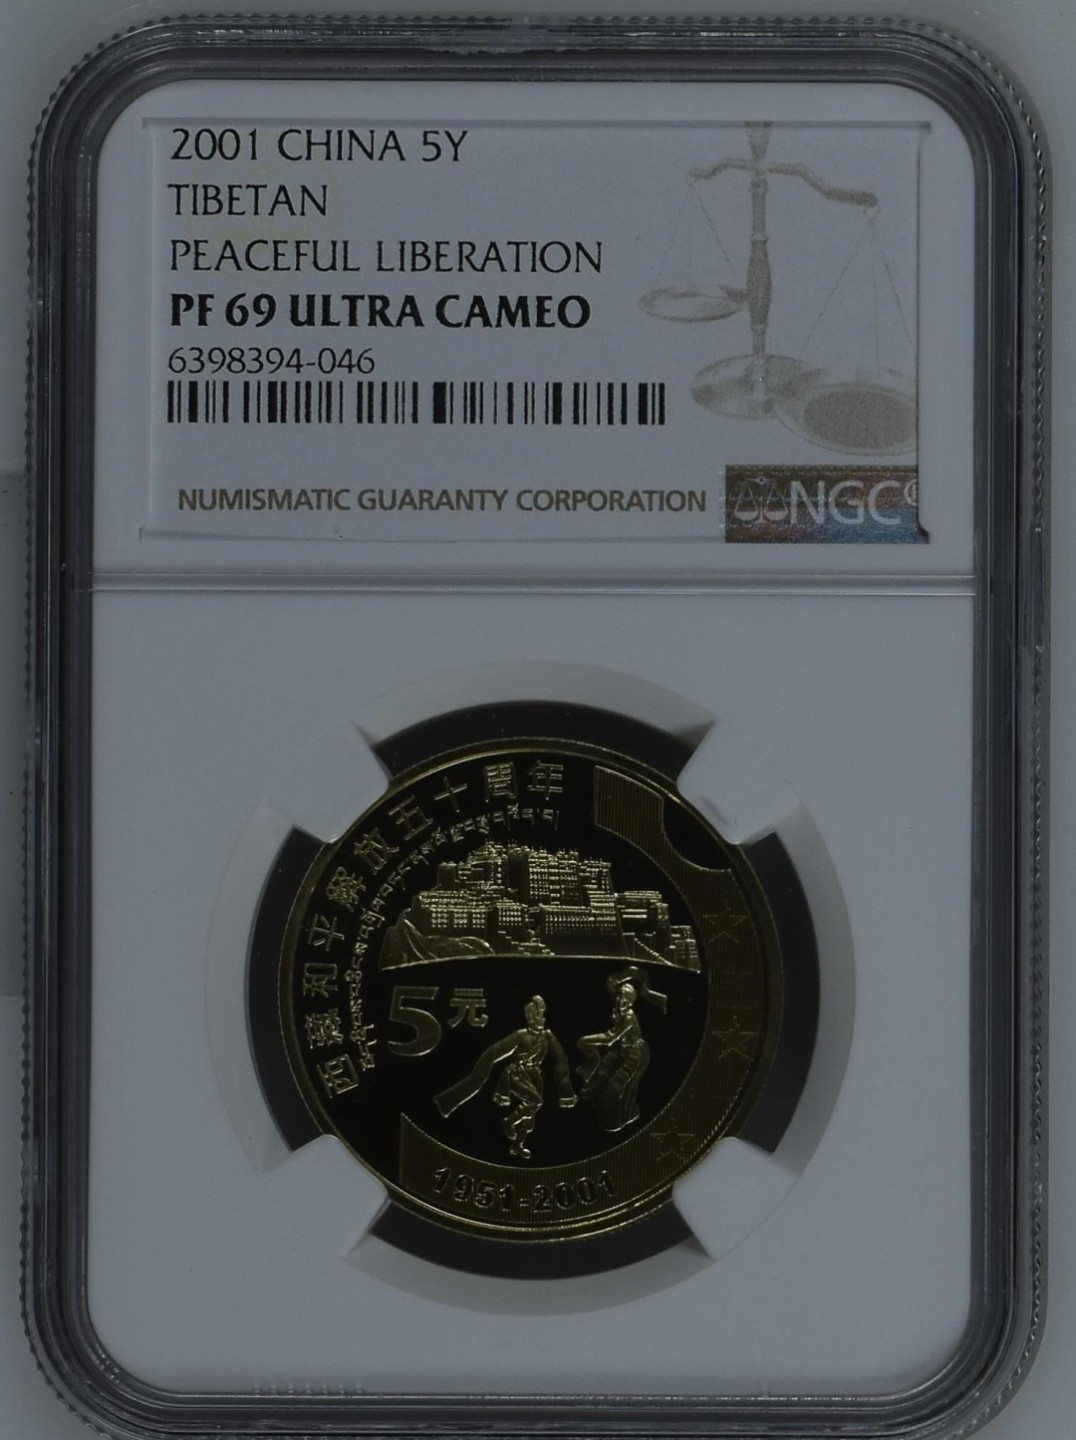 2001 CHINA 5Y
TIBETAN
PEACEFUL LIBERATION
PF 69 ULTRA CAMEO
6398394-046
NUMISMATIC GUARANTY CORPORATION
NGC
西藏和平解放五十周年
5元
1951-2001